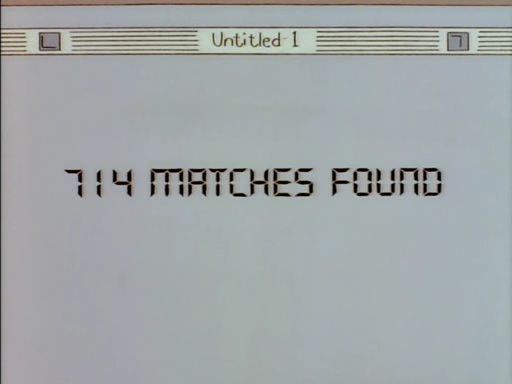 Untitled-1
714 MATCHES FOUND